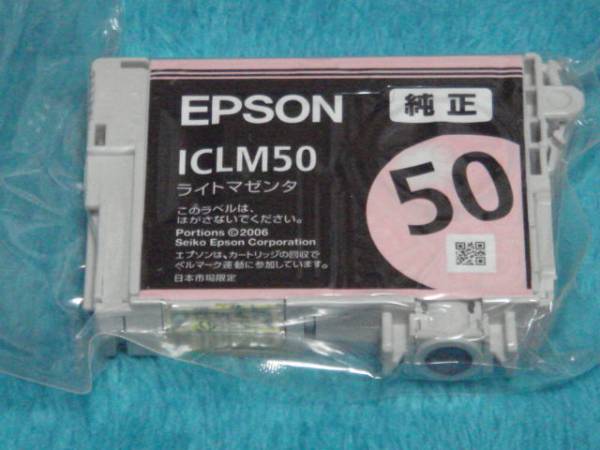 EPSON
純正
ICLM50
ライトマゼンタ
50
このラベルは、
はがさないでください。
Portions ©2006
Seiko Epson Corporation
エプソンは、カートリッジの回収で
ベルマーク運動に参加しています。
日本市場限定